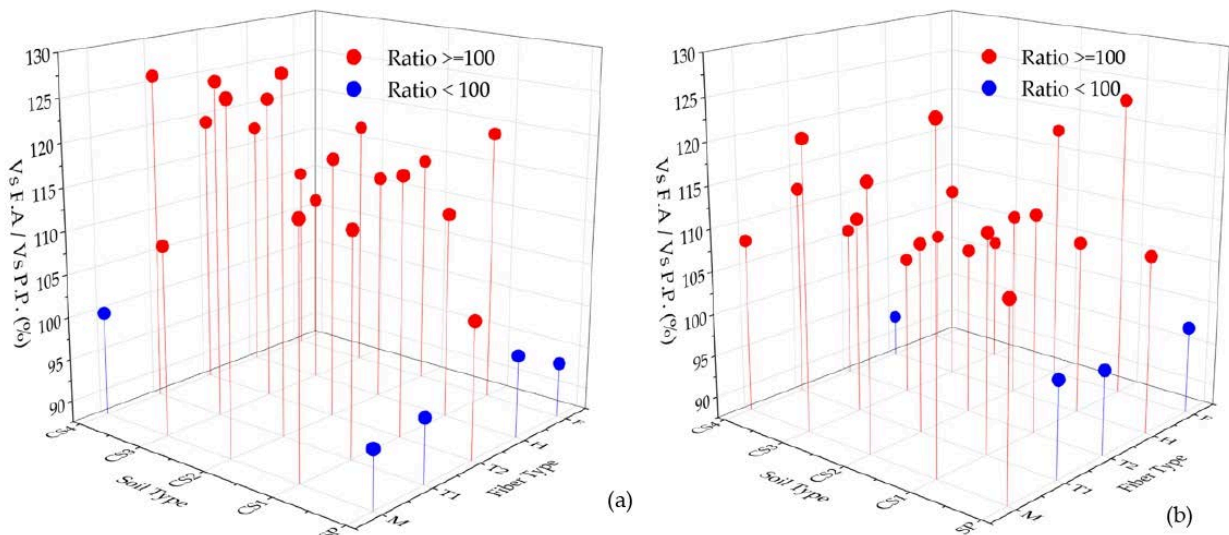 130
125
120
115
110
105
100
95
90
Vs F.A / Vs P.P. (%)
Ratio >=100
Ratio < 100
CS4
CS3
CS2
CS1
SP
Soil Type
M
T1
T2
H
F
Fiber Type
(a)
130
125
120
115
110
105
100
95
90
Vs F.A / Vs P.P. (%)
Ratio >=100
Ratio < 100
CS4
CS3
CS2
CS1
SP
Soil Type
M
T1
T2
H
F
Fiber Type
(b)